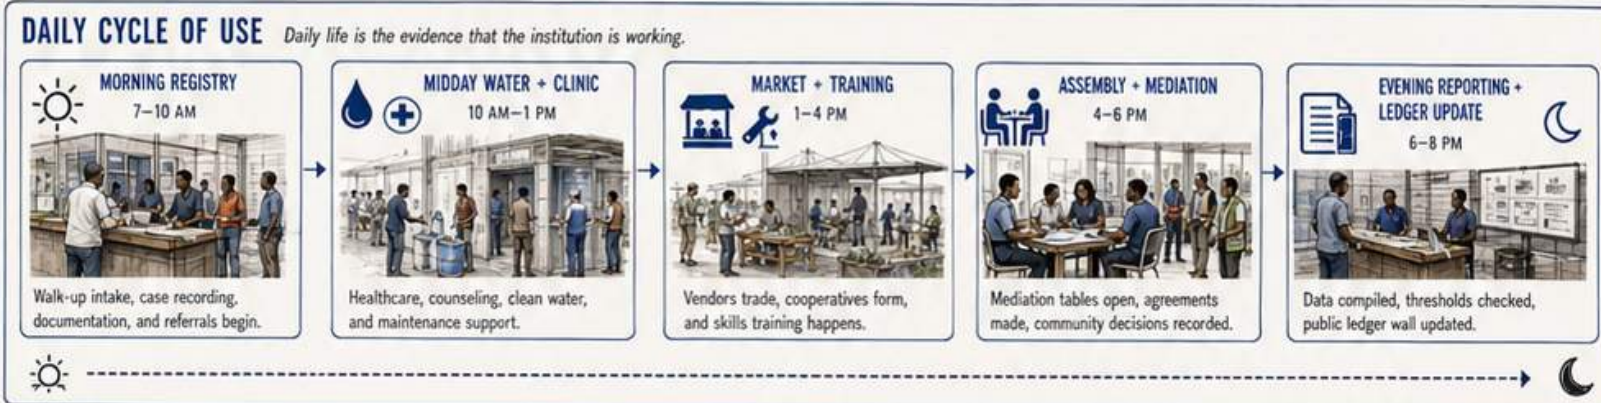 DAILY CYCLE OF USE Daily life is the evidence that the institution is working.
MORNING REGISTRY
7–10 AM
Walk-up intake, case recording,
documentation, and referrals begin.
MIDDAY WATER + CLINIC
10 AM–1 PM
Healthcare, counseling, clean water,
and maintenance support.
MARKET + TRAINING
1–4 PM
Vendors trade, cooperatives form,
and skills training happens.
ASSEMBLY + MEDIATION
4–6 PM
Mediation tables open, agreements
made, community decisions recorded.
EVENING REPORTING +
LEDGER UPDATE
6–8 PM
Data compiled, thresholds checked,
public ledger wall updated.